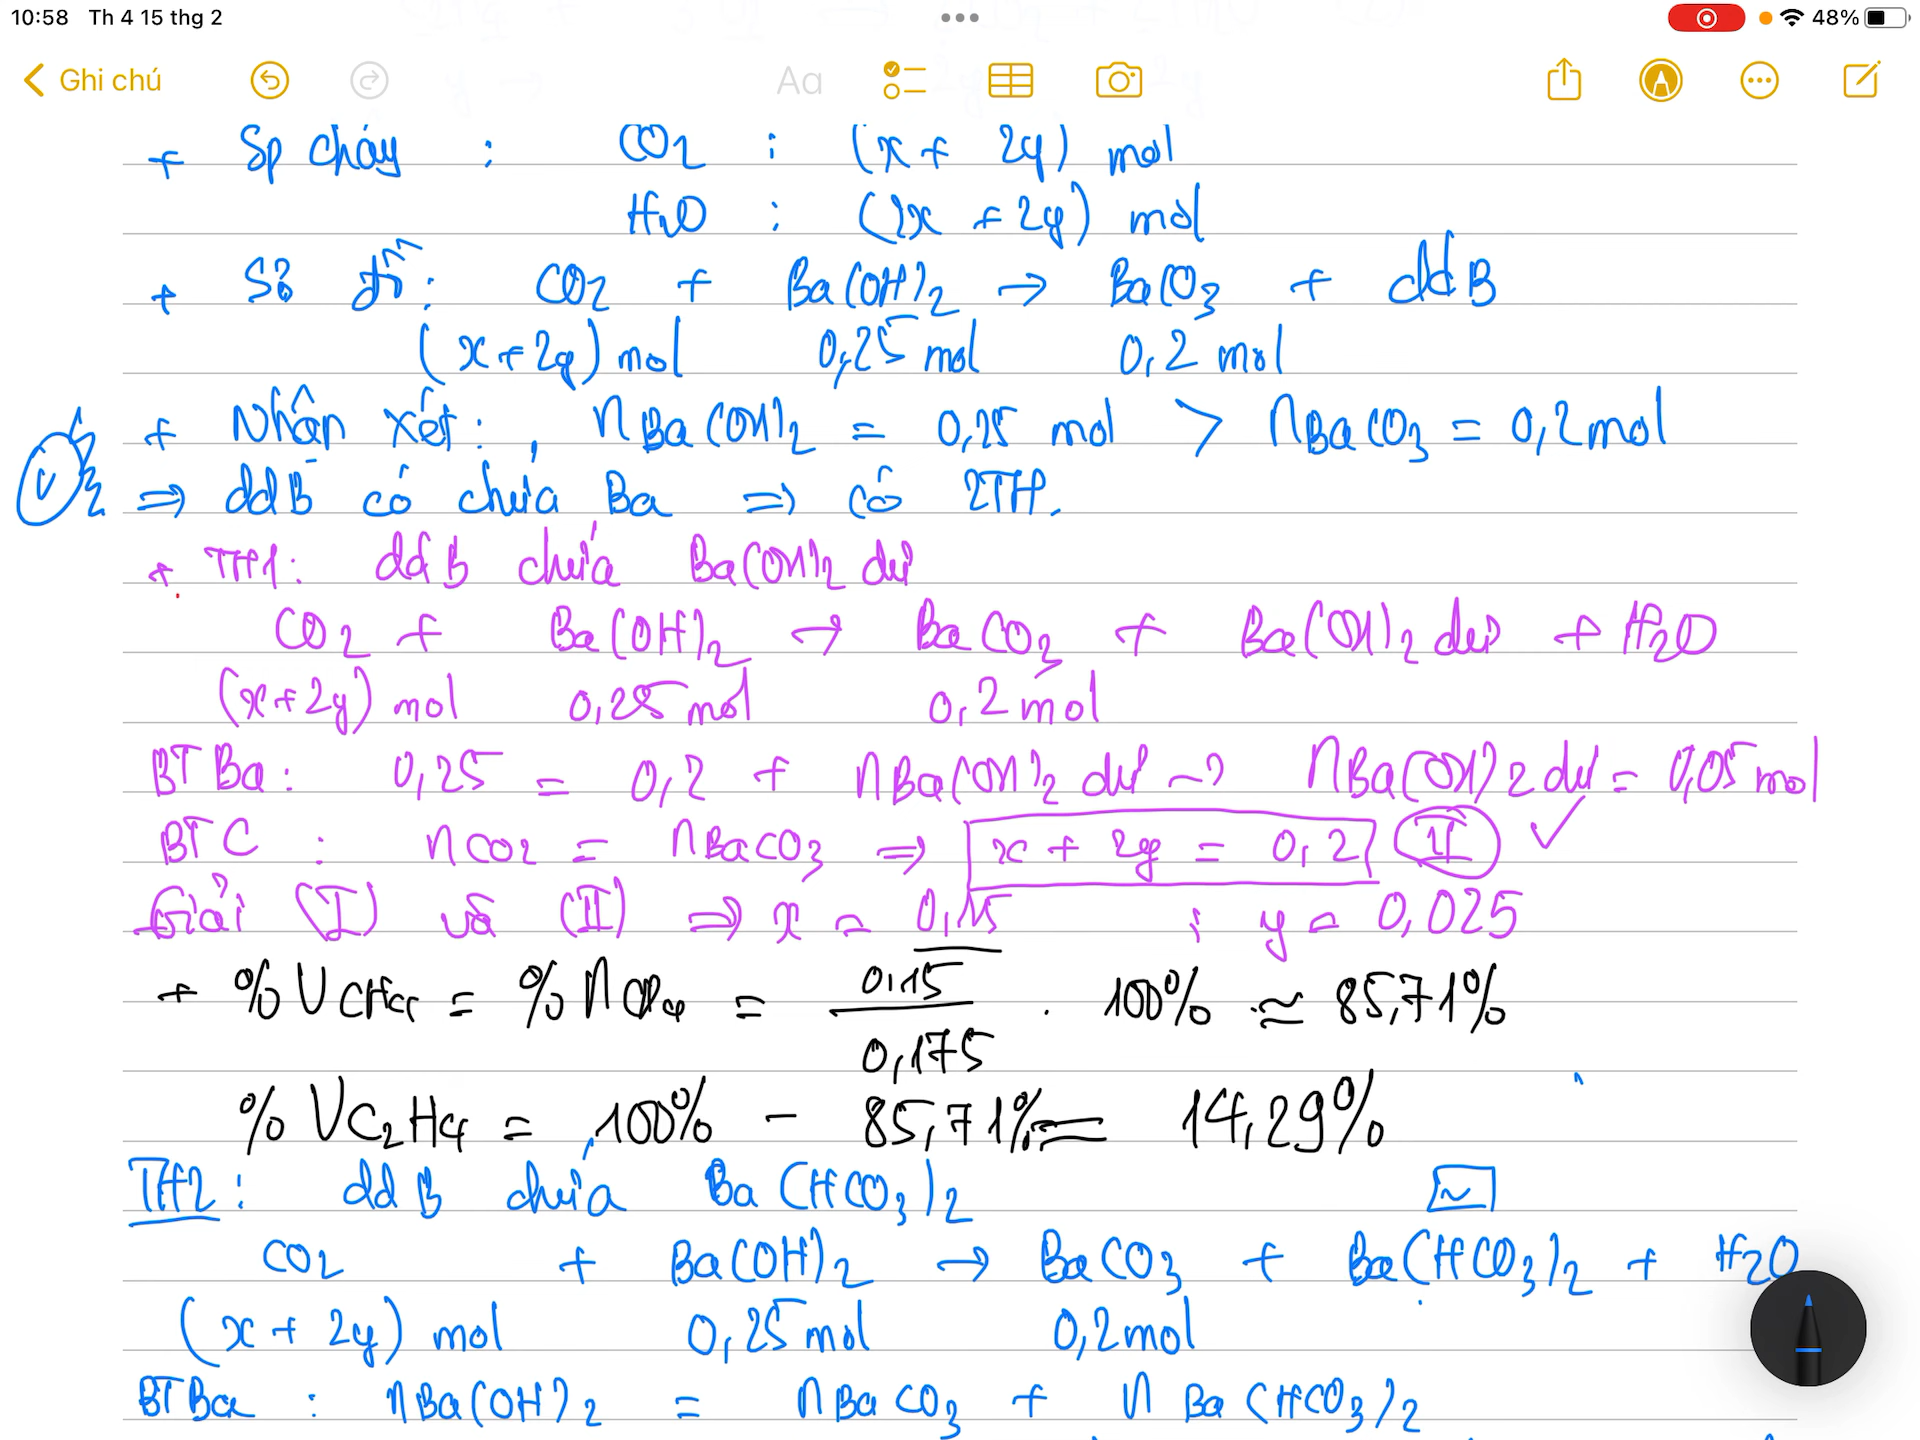 10:58 Th 4 15 thg 2 48%
Ghi chú Aa
+ Sp cháy : CO2 : (x + 2y) mol
H2O : (2x + 2y) mol
+ Sơ đồ : CO2 + Ba(OH)2 → BaCO3 + dd B
(x + 2y) mol 0,25 mol 0,2 mol
+ Nhận xét : nBa(OH)2 = 0,25 mol > nBaCO3 = 0,2 mol
⇒ dd B có chứa Ba ⇒ có 2TH.
+ TH1: dd B chứa Ba(OH)2 dư
CO2 + Ba(OH)2 → BaCO3 + Ba(OH)2 dư + H2O
(x + 2y) mol 0,25 mol 0,2 mol
BT Ba : 0,25 = 0,2 + nBa(OH)2 dư → nBa(OH)2 dư = 0,05 mol
BT C : nCO2 = nBaCO3 ⇒ x + 2y = 0,2 (II) ✓
Giải (I) và (II) ⇒ x = 0,15 ; y = 0,025
+ %VCH4 = %nCH4 = 0,15 / 0,175 . 100% ≃ 85,71%
%VC2H4 = 100% - 85,71% = 14,29%
TH2 : dd B chứa Ba(HCO3)2
CO2 + Ba(OH)2 → BaCO3 + Ba(HCO3)2 + H2O
(x + 2y) mol 0,25 mol 0,2 mol
BT Ba : nBa(OH)2 = nBaCO3 + nBa(HCO3)2